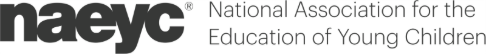 naeyc®
National Association for the
Education of Young Children